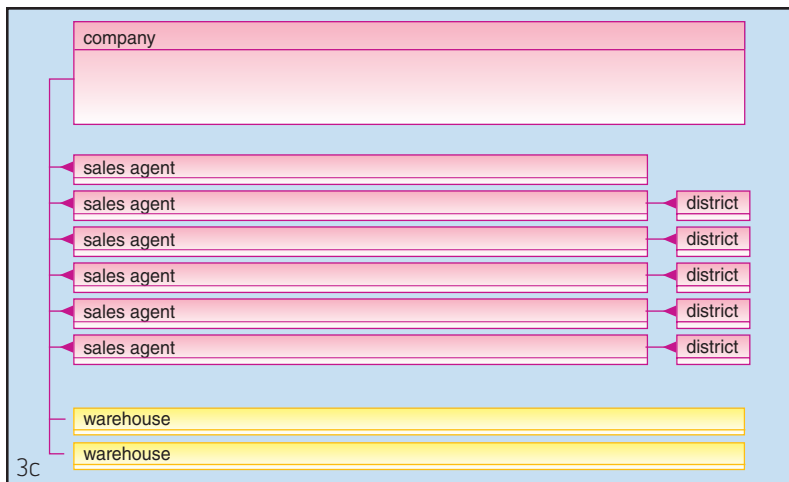 company
sales agent
sales agent district
sales agent district
sales agent district
sales agent district
sales agent district
warehouse
warehouse
3c